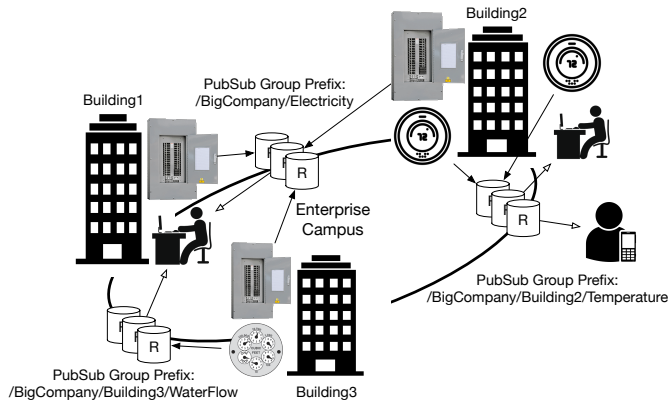 Building2
PubSub Group Prefix:
/BigCompany/Electricity
Building1
R
R
Enterprise
Campus
PubSub Group Prefix:
/BigCompany/Building2/Temperature
R
PubSub Group Prefix:
/BigCompany/Building3/WaterFlow
Building3